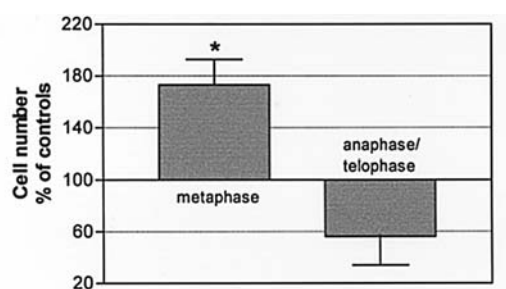 220
*
180
140
anaphase/
telophase
100
metaphase
60
20
Cell number
% of controls